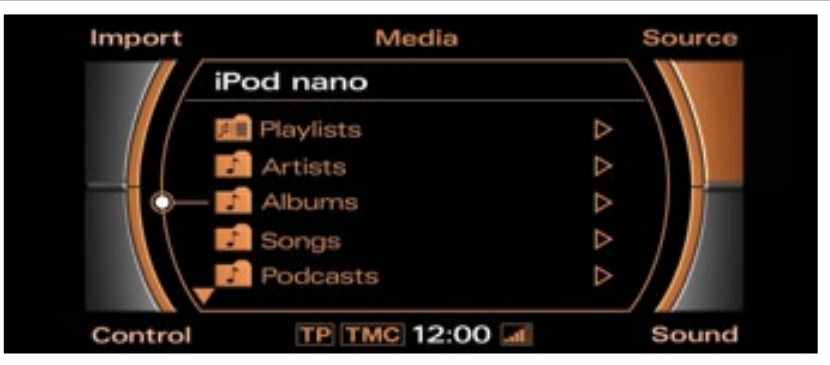 Import Media Source
iPod nano
Playlists
Artists
Albums
Songs
Podcasts
Control TP TMC 12:00 Sound